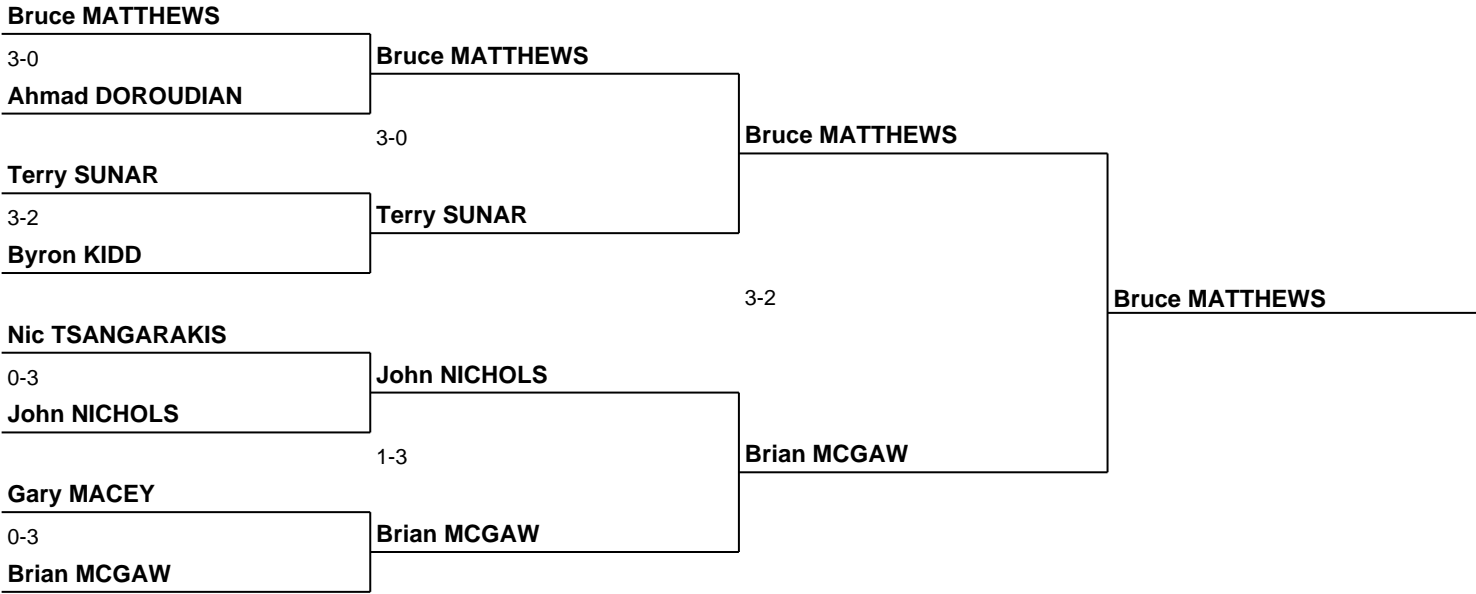 Bruce MATTHEWS
3-0
Bruce MATTHEWS
Ahmad DOROUDIAN
3-0
Bruce MATTHEWS
Terry SUNAR
3-2
Terry SUNAR
Byron KIDD
3-2
Bruce MATTHEWS
Nic TSANGARAKIS
0-3
John NICHOLS
John NICHOLS
1-3
Brian MCGAW
Gary MACEY
0-3
Brian MCGAW
Brian MCGAW